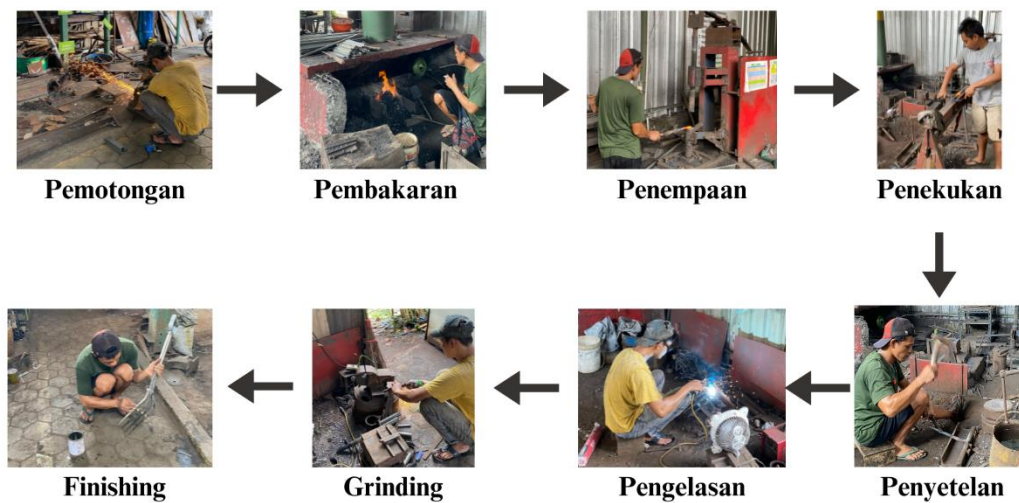 Pemotongan
Pembakaran
Penempaan
Penekukan
Penyetelan
Pengelasan
Grinding
Finishing